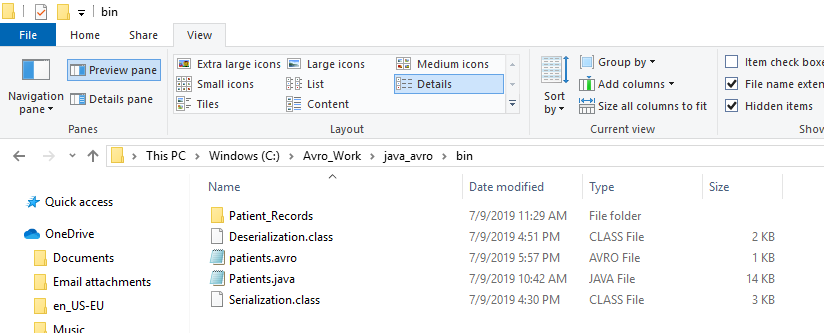 bin
File Home Share View
Navigation pane
Preview pane
Details pane
Panes
Extra large icons Large icons Medium icons
Small icons List Details
Tiles Content
Layout
Sort by
Group by
Add columns
Size all columns to fit
Current view
Item check boxe
File name exten
Hidden items
Show
This PC > Windows (C:) > Avro_Work > java_avro > bin
Quick access
OneDrive
Documents
Email attachments
en_US-EU
Music
Name Date modified Type Size
Patient_Records 7/9/2019 11:29 AM File folder
Deserialization.class 7/9/2019 4:51 PM CLASS File 2 KB
patients.avro 7/9/2019 5:57 PM AVRO File 1 KB
Patients.java 7/9/2019 10:42 AM JAVA File 14 KB
Serialization.class 7/9/2019 4:30 PM CLASS File 3 KB